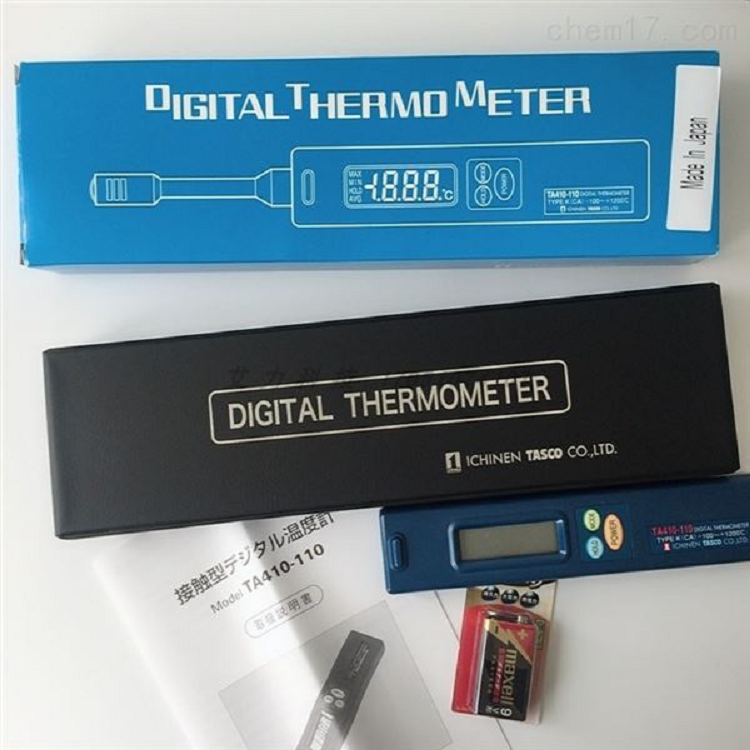 chem17.com
DIGITAL THERMO METER
Made In Japan
MAX
MIN
HOLD
AVG
-1.8.8.8.°C
MODE
HOLD
POWER
TA410-110 DIGITAL THERMOMETER
TYPE K(CA) -100~+1200℃
ICHINEN TASCO CO.,LTD.
DIGITAL THERMOMETER
1 ICHINEN TASCO CO.,LTD.
MODE
HOLD
POWER
TA410-110 DIGITAL THERMOMETER
TYPE K(CA) -100~+1200℃
ICHINEN TASCO CO.,LTD.
接触型デジタル温度計
Model TA410-110
取扱説明書
maxell
9V